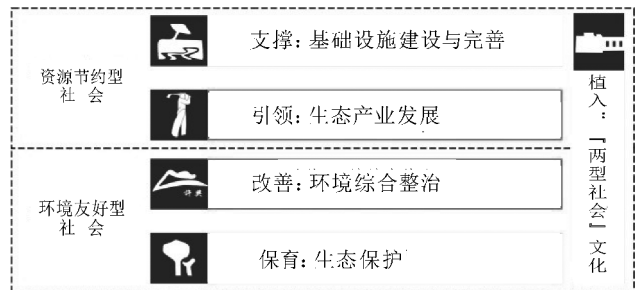 资源节约型
社 会
支撑：基础设施建设与完善
引领：生态产业发展
环境友好型
社 会
改善：环境综合整治
保育：生态保护
植入：『两型社会』文化